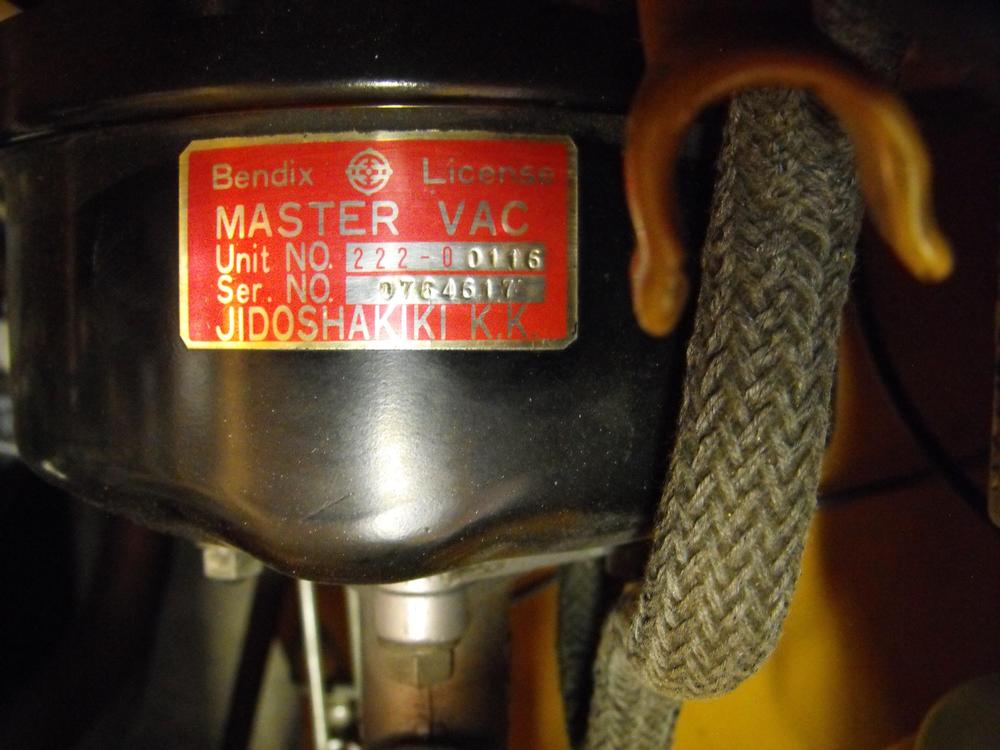 Bendix License
MASTER VAC
Unit NO. 222-00116
Ser. NO. 0764617
JIDOSHAKIKI K.K.